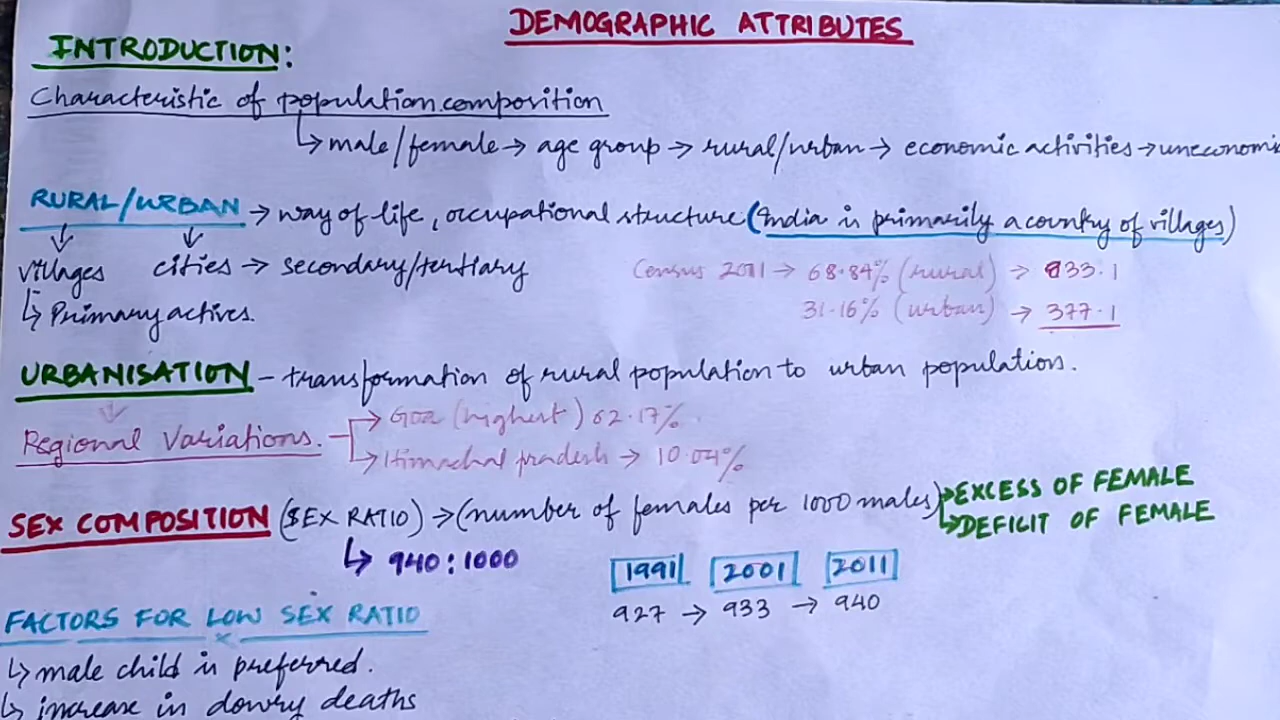 DEMOGRAPHIC ATTRIBUTES
INTRODUCTION:
Characteristic of population composition
↳ male/female → age group → rural/urban → economic activities → uneconomic
RURAL/URBAN → way of life, occupational structure (India is primarily a country of villages)
villages cities → secondary/tertiary
↳ Primary actives.
Census 2011 → 68.84% (rural) → 833.1
31.16% (urban) → 377.1
URBANISATION - transformation of rural population to urban population.
Regional Variations.
→ Goa (highest) 62.17%
→ Himachal pradesh → 10.04%
SEX COMPOSITION (SEX RATIO) → (number of females per 1000 males)
→ EXCESS OF FEMALE
→ DEFICIT OF FEMALE
↳ 940:1000
1991 2001 2011
927 → 933 → 940
FACTORS FOR LOW SEX RATIO
↳ male child is preferred.
↳ increase in dowry deaths